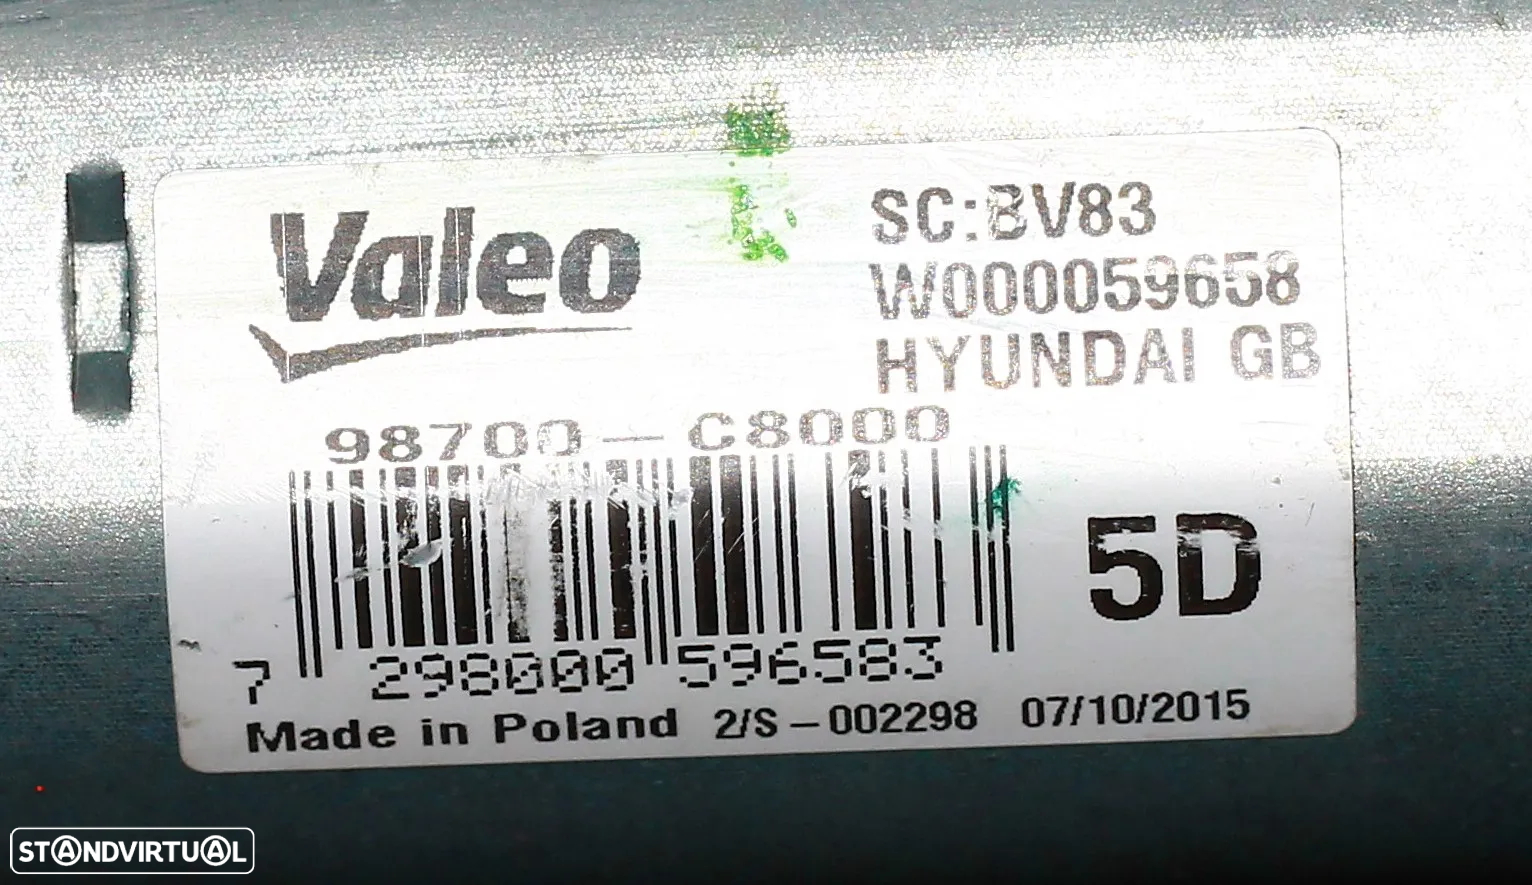 Valeo
SC:BV83
W000059658
HYUNDAI GB
98700-C8000
5D
7 298000 596583
Made in Poland 2/S-002298 07/10/2015
STANDVIRTUAL